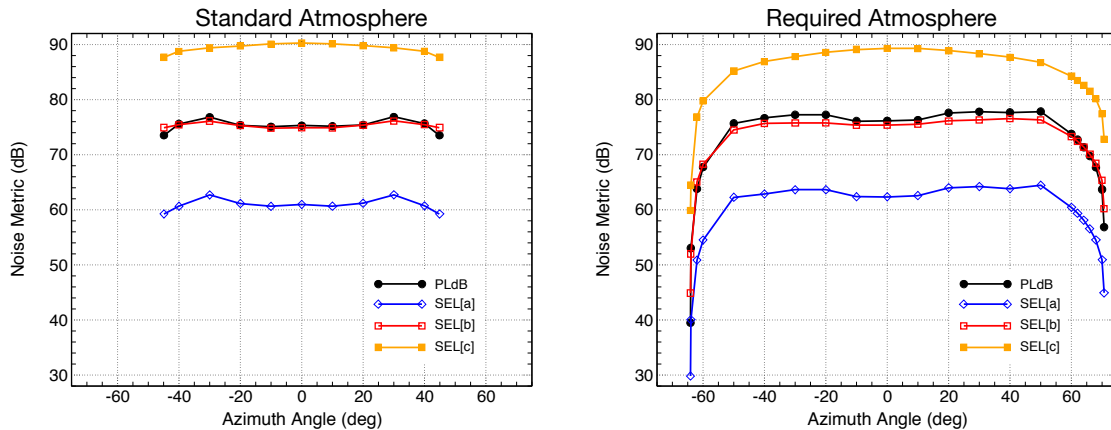 Standard Atmosphere
90
80
70
60
50
40
30
Noise Metric (dB)
PLdB
SEL[a]
SEL[b]
SEL[c]
-60 -40 -20 0 20 40 60
Azimuth Angle (deg)
Required Atmosphere
90
80
70
60
50
40
30
Noise Metric (dB)
PLdB
SEL[a]
SEL[b]
SEL[c]
-60 -40 -20 0 20 40 60
Azimuth Angle (deg)